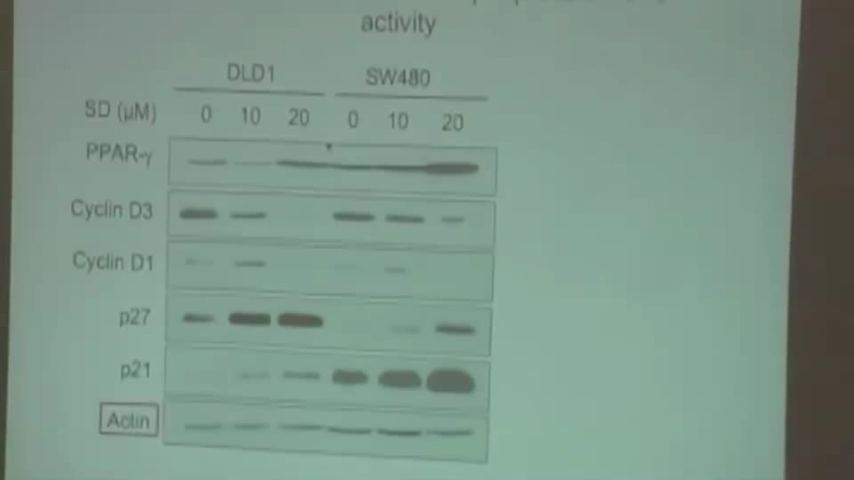 activity
DLD1 SW480
SD (µM) 0 10 20 0 10 20
PPAR-γ
Cyclin D3
Cyclin D1
p27
p21
Actin